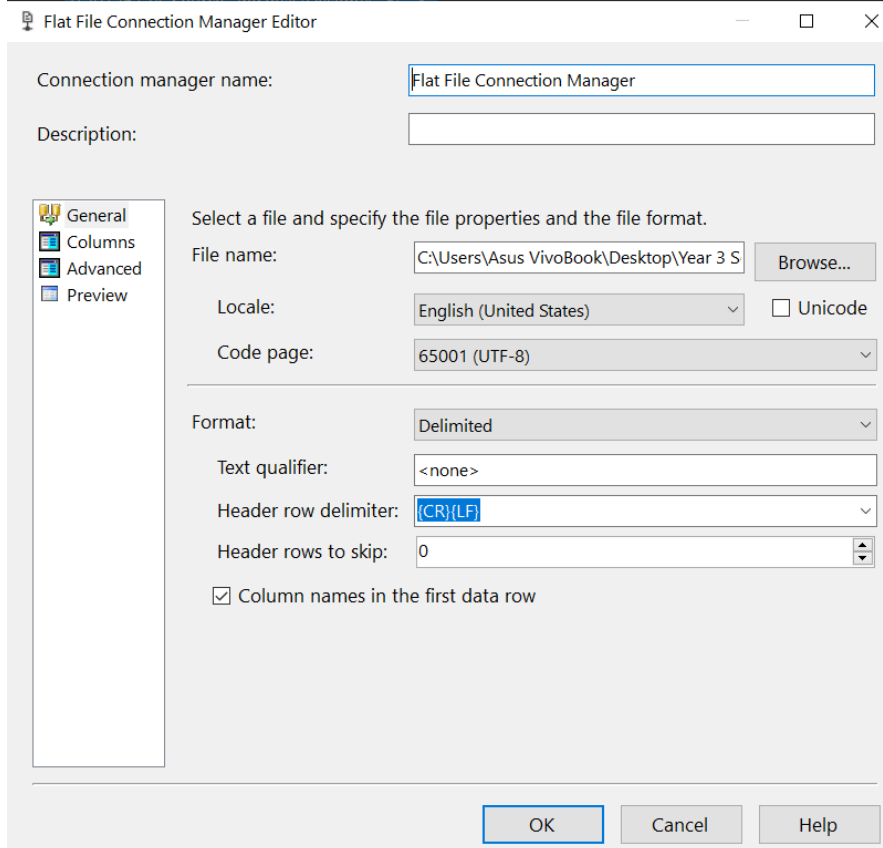 Flat File Connection Manager Editor
Connection manager name: Flat File Connection Manager
Description:
General
Columns
Advanced
Preview
Select a file and specify the file properties and the file format.
File name: C:\Users\Asus VivoBook\Desktop\Year 3 S Browse...
Locale: English (United States) Unicode
Code page: 65001 (UTF-8)
Format: Delimited
Text qualifier: <none>
Header row delimiter: {CR}{LF}
Header rows to skip: 0
Column names in the first data row
OK Cancel Help